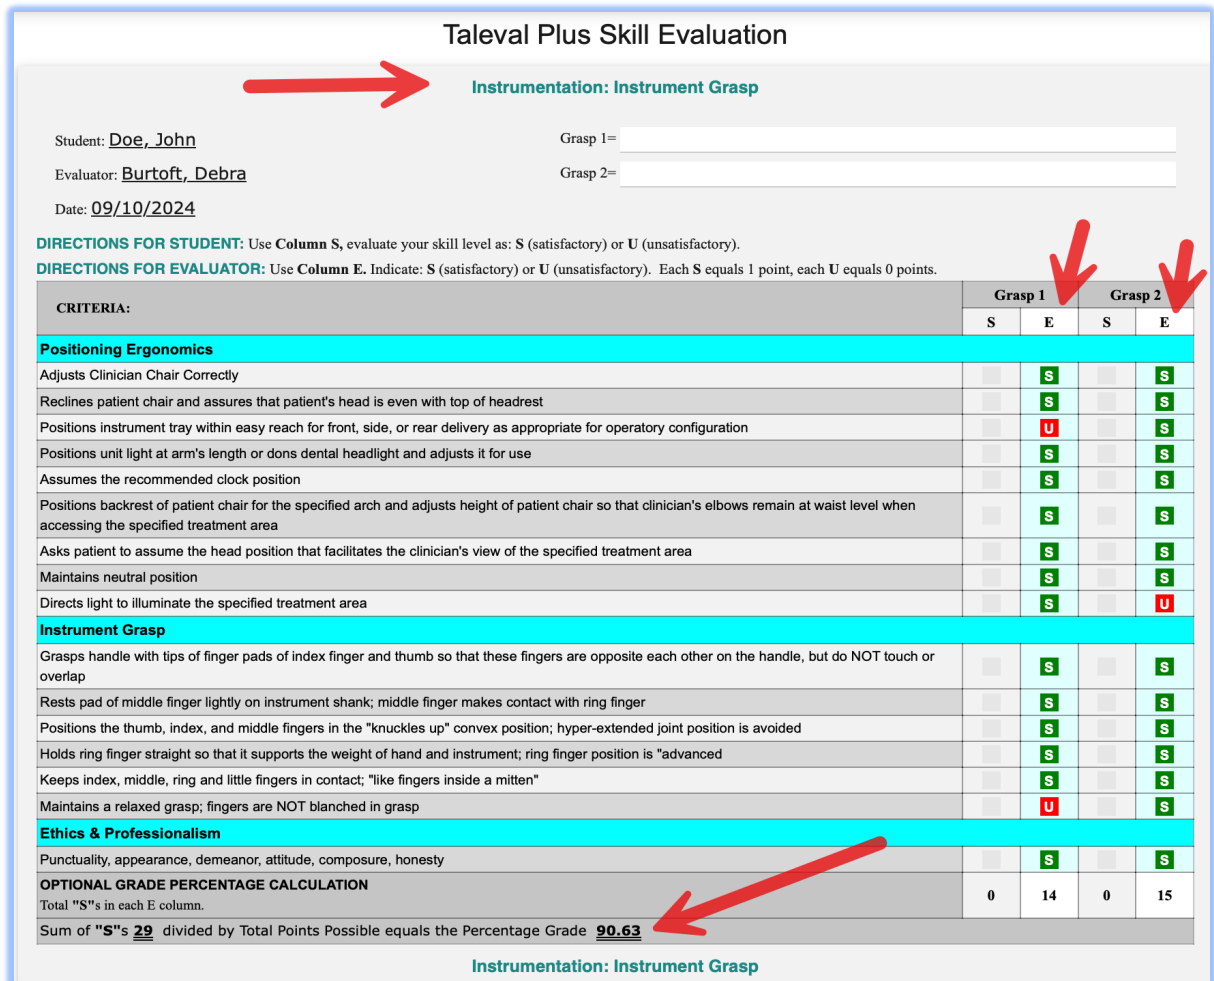 Taleval Plus Skill Evaluation
Instrumentation: Instrument Grasp
Student: Doe, John
Grasp 1=
Evaluator: Burtoft, Debra
Grasp 2=
Date: 09/10/2024
DIRECTIONS FOR STUDENT: Use Column S, evaluate your skill level as: S (satisfactory) or U (unsatisfactory).
DIRECTIONS FOR EVALUATOR: Use Column E. Indicate: S (satisfactory) or U (unsatisfactory). Each S equals 1 point, each U equals 0 points.
CRITERIA: Grasp 1 Grasp 2
S E S E
Positioning Ergonomics
Adjusts Clinician Chair Correctly S S
Reclines patient chair and assures that patient's head is even with top of headrest S S
Positions instrument tray within easy reach for front, side, or rear delivery as appropriate for operatory configuration U S
Positions unit light at arm's length or dons dental headlight and adjusts it for use S S
Assumes the recommended clock position S S
Positions backrest of patient chair for the specified arch and adjusts height of patient chair so that clinician's elbows remain at waist level when
accessing the specified treatment area S S
Asks patient to assume the head position that facilitates the clinician's view of the specified treatment area S S
Maintains neutral position S S
Directs light to illuminate the specified treatment area S U
Instrument Grasp
Grasps handle with tips of finger pads of index finger and thumb so that these fingers are opposite each other on the handle, but do NOT touch or
overlap S S
Rests pad of middle finger lightly on instrument shank; middle finger makes contact with ring finger S S
Positions the thumb, index, and middle fingers in the "knuckles up" convex position; hyper-extended joint position is avoided S S
Holds ring finger straight so that it supports the weight of hand and instrument; ring finger position is "advanced S S
Keeps index, middle, ring and little fingers in contact; "like fingers inside a mitten" S S
Maintains a relaxed grasp; fingers are NOT blanched in grasp U S
Ethics & Professionalism
Punctuality, appearance, demeanor, attitude, composure, honesty S S
OPTIONAL GRADE PERCENTAGE CALCULATION
Total "S"s in each E column. 0 14 0 15
Sum of "S"s 29 divided by Total Points Possible equals the Percentage Grade 90.63
Instrumentation: Instrument Grasp